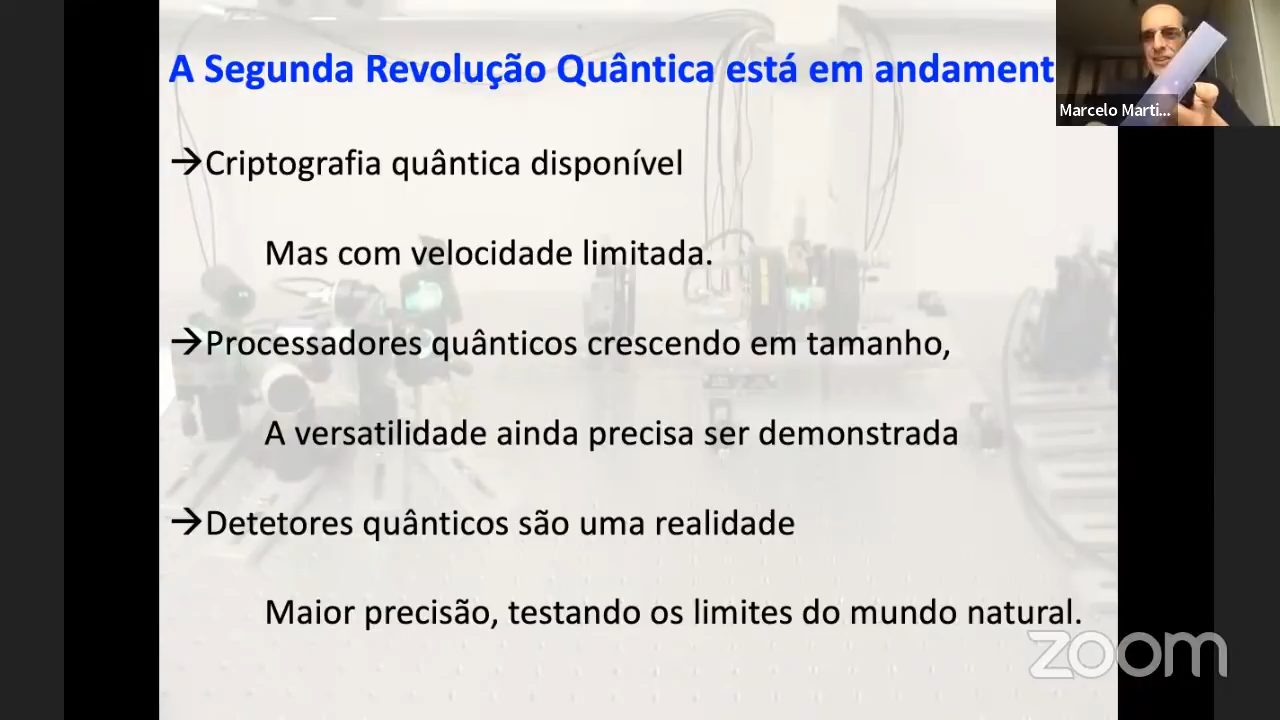 A Segunda Revolução Quântica está em andament
→Criptografia quântica disponível
Mas com velocidade limitada.
→Processadores quânticos crescendo em tamanho,
A versatilidade ainda precisa ser demonstrada
→Detetores quânticos são uma realidade
Maior precisão, testando os limites do mundo natural.
Marcelo Marti...
zoom